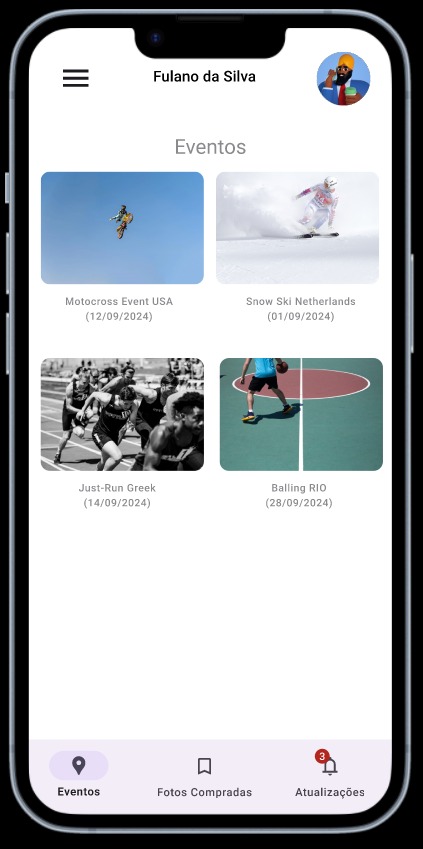 Fulano da Silva
Eventos
Motocross Event USA
(12/09/2024)
Snow Ski Netherlands
(01/09/2024)
Just-Run Greek
(14/09/2024)
Balling RIO
(28/09/2024)
3
Eventos
Fotos Compradas
Atualizações